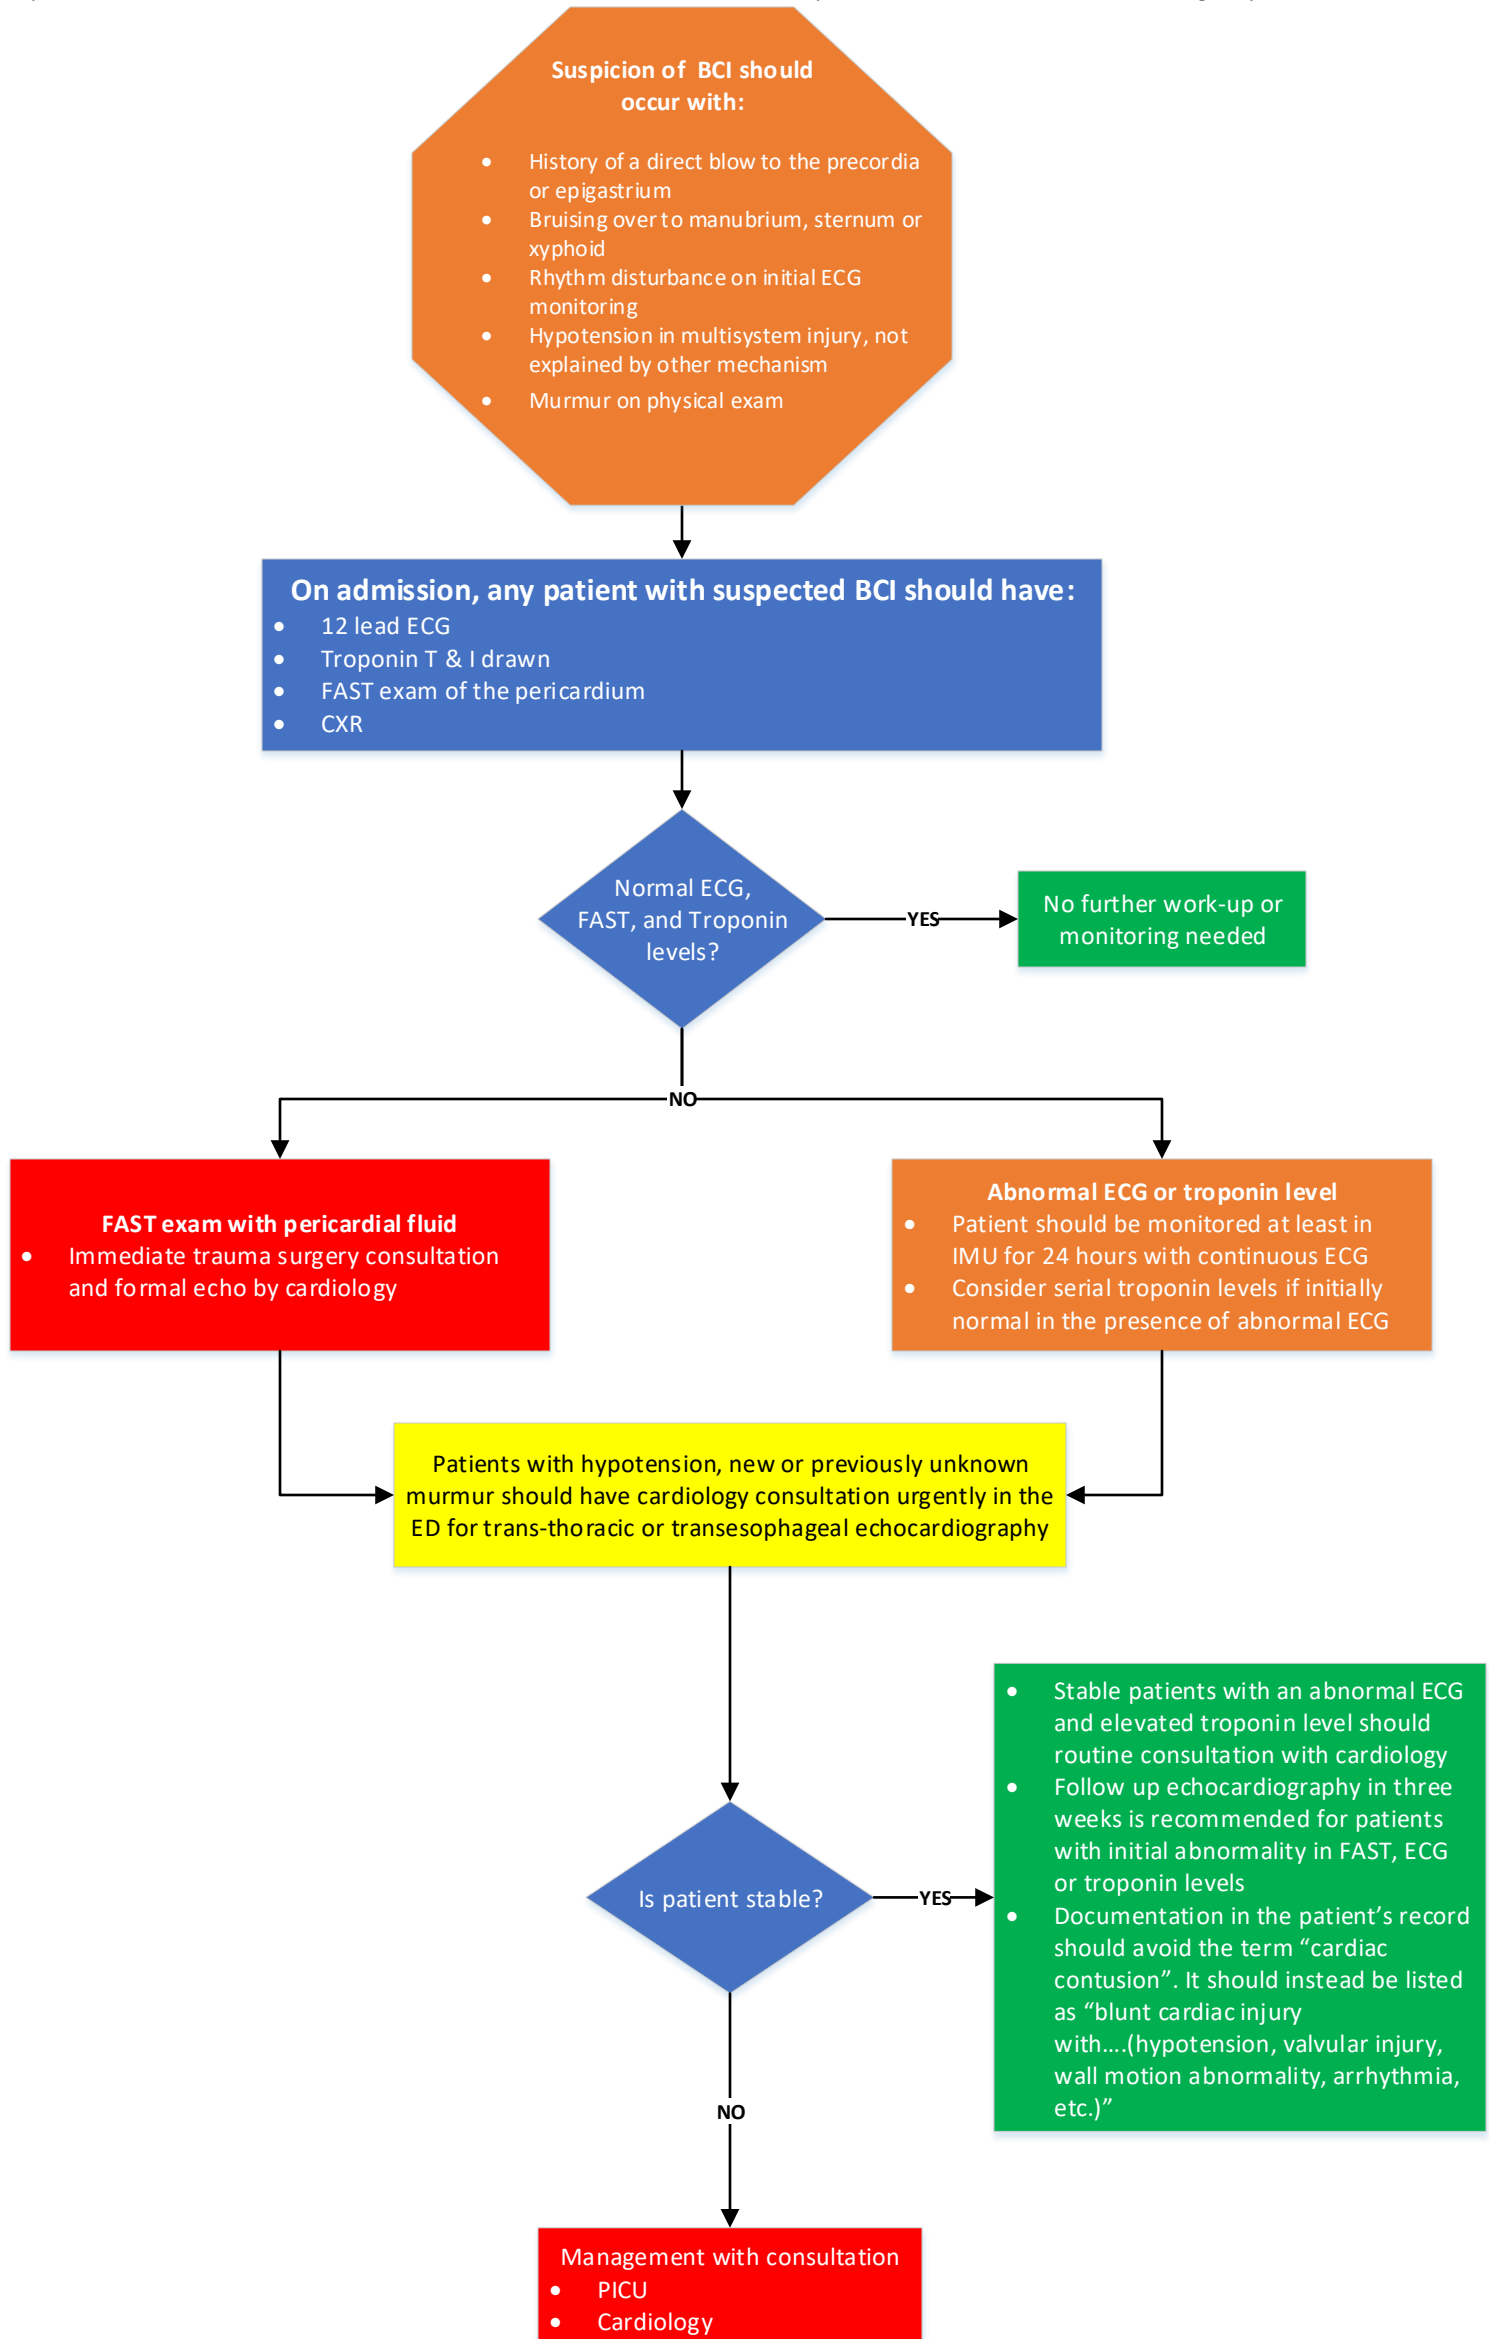 Suspicion of BCI should
occur with:
• History of a direct blow to the precordia
or epigastrium
• Bruising over to manubrium, sternum or
xyphoid
• Rhythm disturbance on initial ECG
monitoring
• Hypotension in multisystem injury, not
explained by other mechanism
• Murmur on physical exam
On admission, any patient with suspected BCI should have:
• 12 lead ECG
• Troponin T & I drawn
• FAST exam of the pericardium
• CXR
Normal ECG,
FAST, and Troponin
levels?
YES
No further work-up or
monitoring needed
NO
FAST exam with pericardial fluid
• Immediate trauma surgery consultation
and formal echo by cardiology
Abnormal ECG or troponin level
• Patient should be monitored at least in
IMU for 24 hours with continuous ECG
• Consider serial troponin levels if initially
normal in the presence of abnormal ECG
Patients with hypotension, new or previously unknown
murmur should have cardiology consultation urgently in the
ED for trans-thoracic or transesophageal echocardiography
Is patient stable?
YES
• Stable patients with an abnormal ECG
and elevated troponin level should
routine consultation with cardiology
• Follow up echocardiography in three
weeks is recommended for patients
with initial abnormality in FAST, ECG
or troponin levels
• Documentation in the patient’s record
should avoid the term “cardiac
contusion”. It should instead be listed
as “blunt cardiac injury
with....(hypotension, valvular injury,
wall motion abnormality, arrhythmia,
etc.)”
NO
Management with consultation
• PICU
• Cardiology